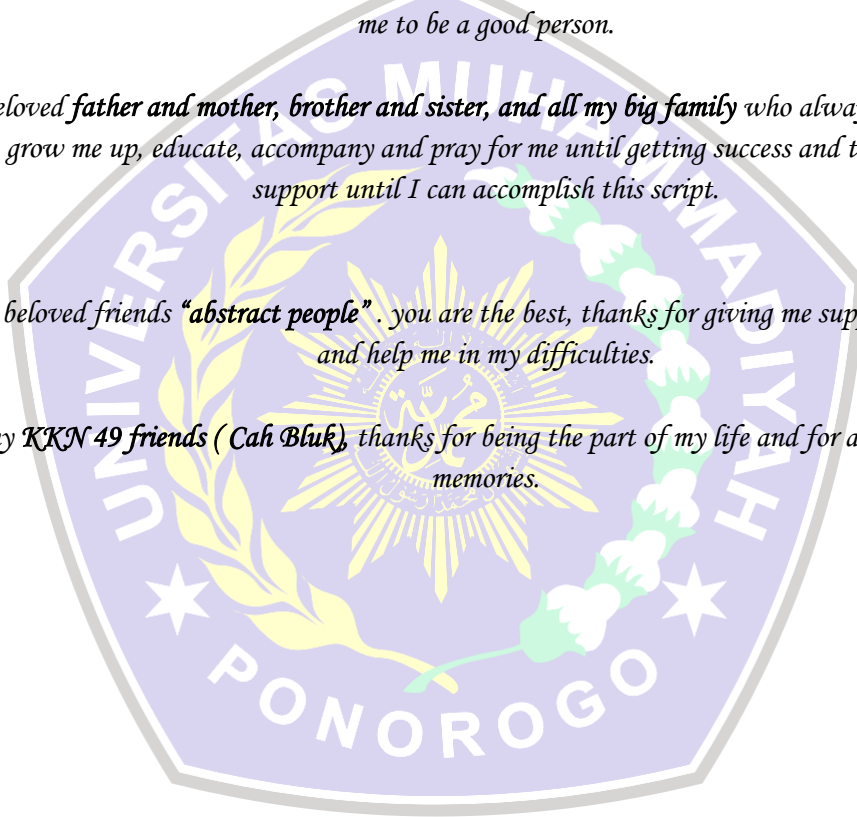 me to be a good person.
eloved father and mother, brother and sister, and all my big family who alway
grow me up, educate, accompany and pray for me until getting success and t
support until I can accomplish this script.
beloved friends “abstract people” . you are the best, thanks for giving me sup
and help me in my difficulties.
y KKN 49 friends ( Cah Bluk), thanks for being the part of my life and for a
memories.
UNIVERSITAS MUHAMMADIYAH
PONOROGO